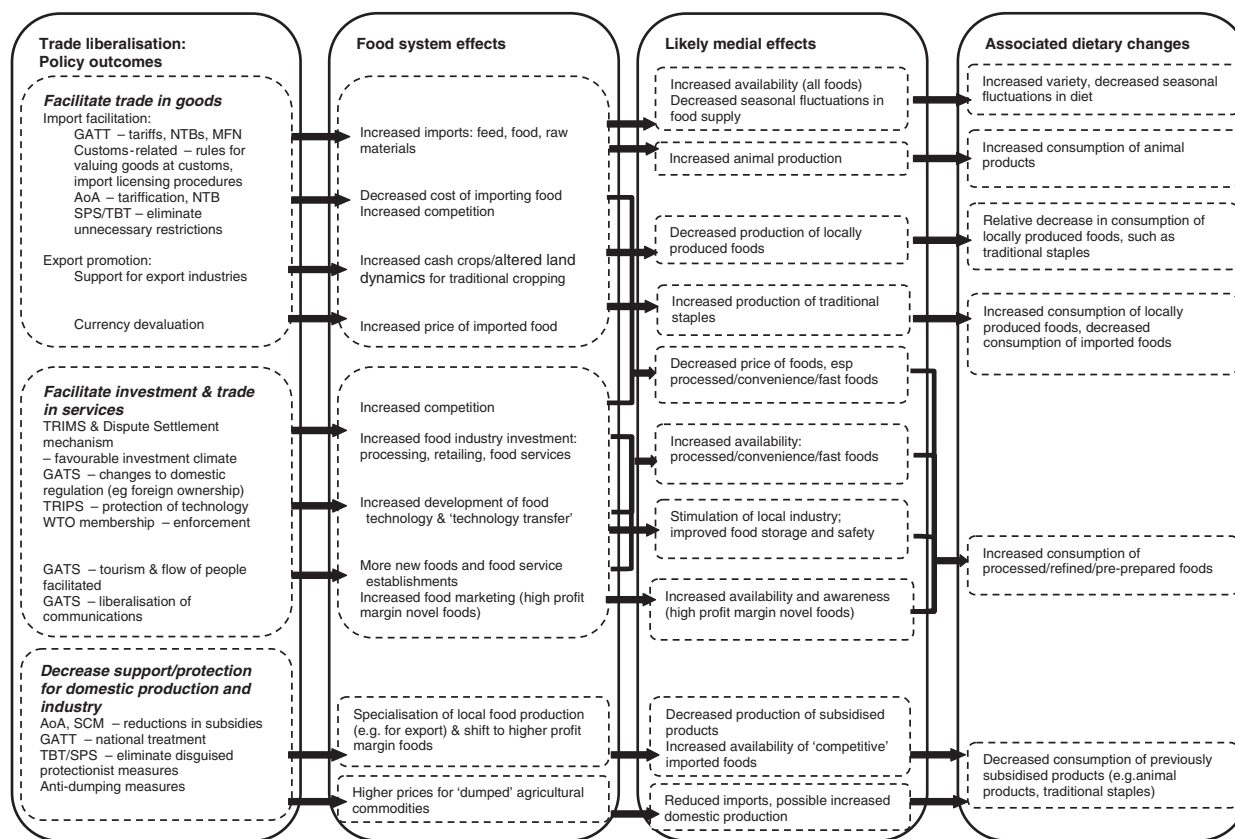 Trade liberalisation:
Policy outcomes
Facilitate trade in goods
Import facilitation:
GATT – tariffs, NTBs, MFN
Customs-related – rules for
valuing goods at customs,
import licensing procedures
AoA – tariffication, NTB
SPS/TBT – eliminate
unnecessary restrictions
Export promotion:
Support for export industries
Currency devaluation
Facilitate investment & trade
in services
TRIMS & Dispute Settlement
mechanism
– favourable investment climate
GATS – changes to domestic
regulation (eg foreign ownership)
TRIPS – protection of technology
WTO membership – enforcement
GATS – tourism & flow of people
facilitated
GATS – liberalisation of
communications
Decrease support/protection
for domestic production and
industry
AoA, SCM – reductions in subsidies
GATT – national treatment
TBT/SPS – eliminate disguised
protectionist measures
Anti-dumping measures
Food system effects
Increased imports: feed, food, raw
materials
Decreased cost of importing food
Increased competition
Increased cash crops/altered land
dynamics for traditional cropping
Increased price of imported food
Increased competition
Increased food industry investment:
processing, retailing, food services
Increased development of food
technology & ‘technology transfer’
More new foods and food service
establishments
Increased food marketing (high profit
margin novel foods)
Specialisation of local food production
(e.g. for export) & shift to higher profit
margin foods
Higher prices for ‘dumped’ agricultural
commodities
Likely medial effects
Increased availability (all foods)
Decreased seasonal fluctuations in
food supply
Increased animal production
Decreased production of locally
produced foods
Increased production of traditional
staples
Decreased price of foods, esp
processed/convenience/fast foods
Increased availability:
processed/convenience/fast foods
Stimulation of local industry;
improved food storage and safety
Increased availability and awareness
(high profit margin novel foods)
Decreased production of subsidised
products
Increased availability of ‘competitive’
imported foods
Reduced imports, possible increased
domestic production
Associated dietary changes
Increased variety, decreased seasonal
fluctuations in diet
Increased consumption of animal
products
Relative decrease in consumption of
locally produced foods, such as
traditional staples
Increased consumption of locally
produced foods, decreased
consumption of imported foods
Increased consumption of
processed/refined/pre-prepared foods
Decreased consumption of previously
subsidised products (e.g.animal
products, traditional staples)